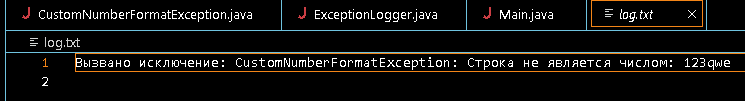 CustomNumberFormatException.java ExceptionLogger.java Main.java log.txt
log.txt
1 Вызвано исключение: CustomNumberFormatException: Строка не является числом: 123qwe
2